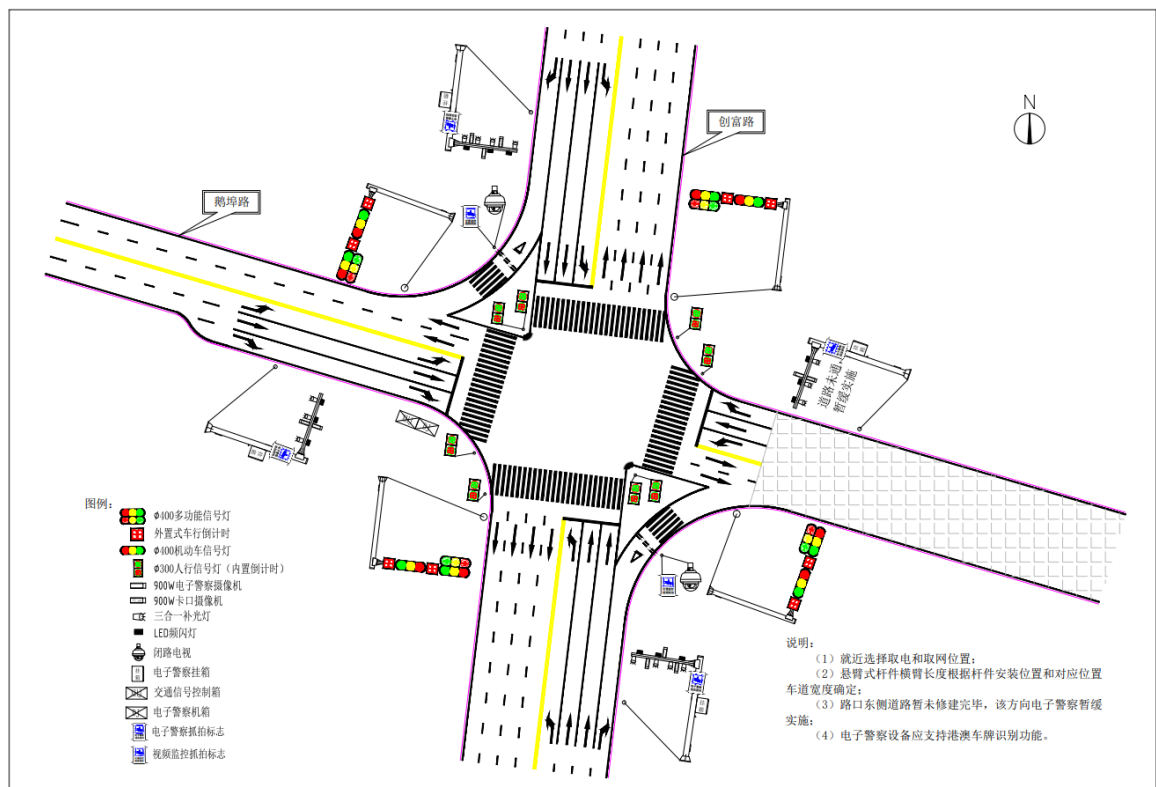 N
创富路
鹅埠路
道路未通，
暂缓实施
图例：
Φ400多功能信号灯
外置式车行倒计时
Φ400机动车信号灯
Φ300人行信号灯（内置倒计时）
900W电子警察摄像机
900W卡口摄像机
三合一补光灯
LED频闪灯
闭路电视
电子警察挂箱
交通信号控制箱
电子警察机箱
电子警察抓拍标志
视频监控抓拍标志
说明：
（1）就近选择取电和取网位置；
（2）悬臂式杆件横臂长度根据杆件安装位置和对应位置
车道宽度确定；
（3）路口东侧道路暂未修建完毕，该方向电子警察暂缓
实施；
（4）电子警察设备应支持港澳车牌识别功能。